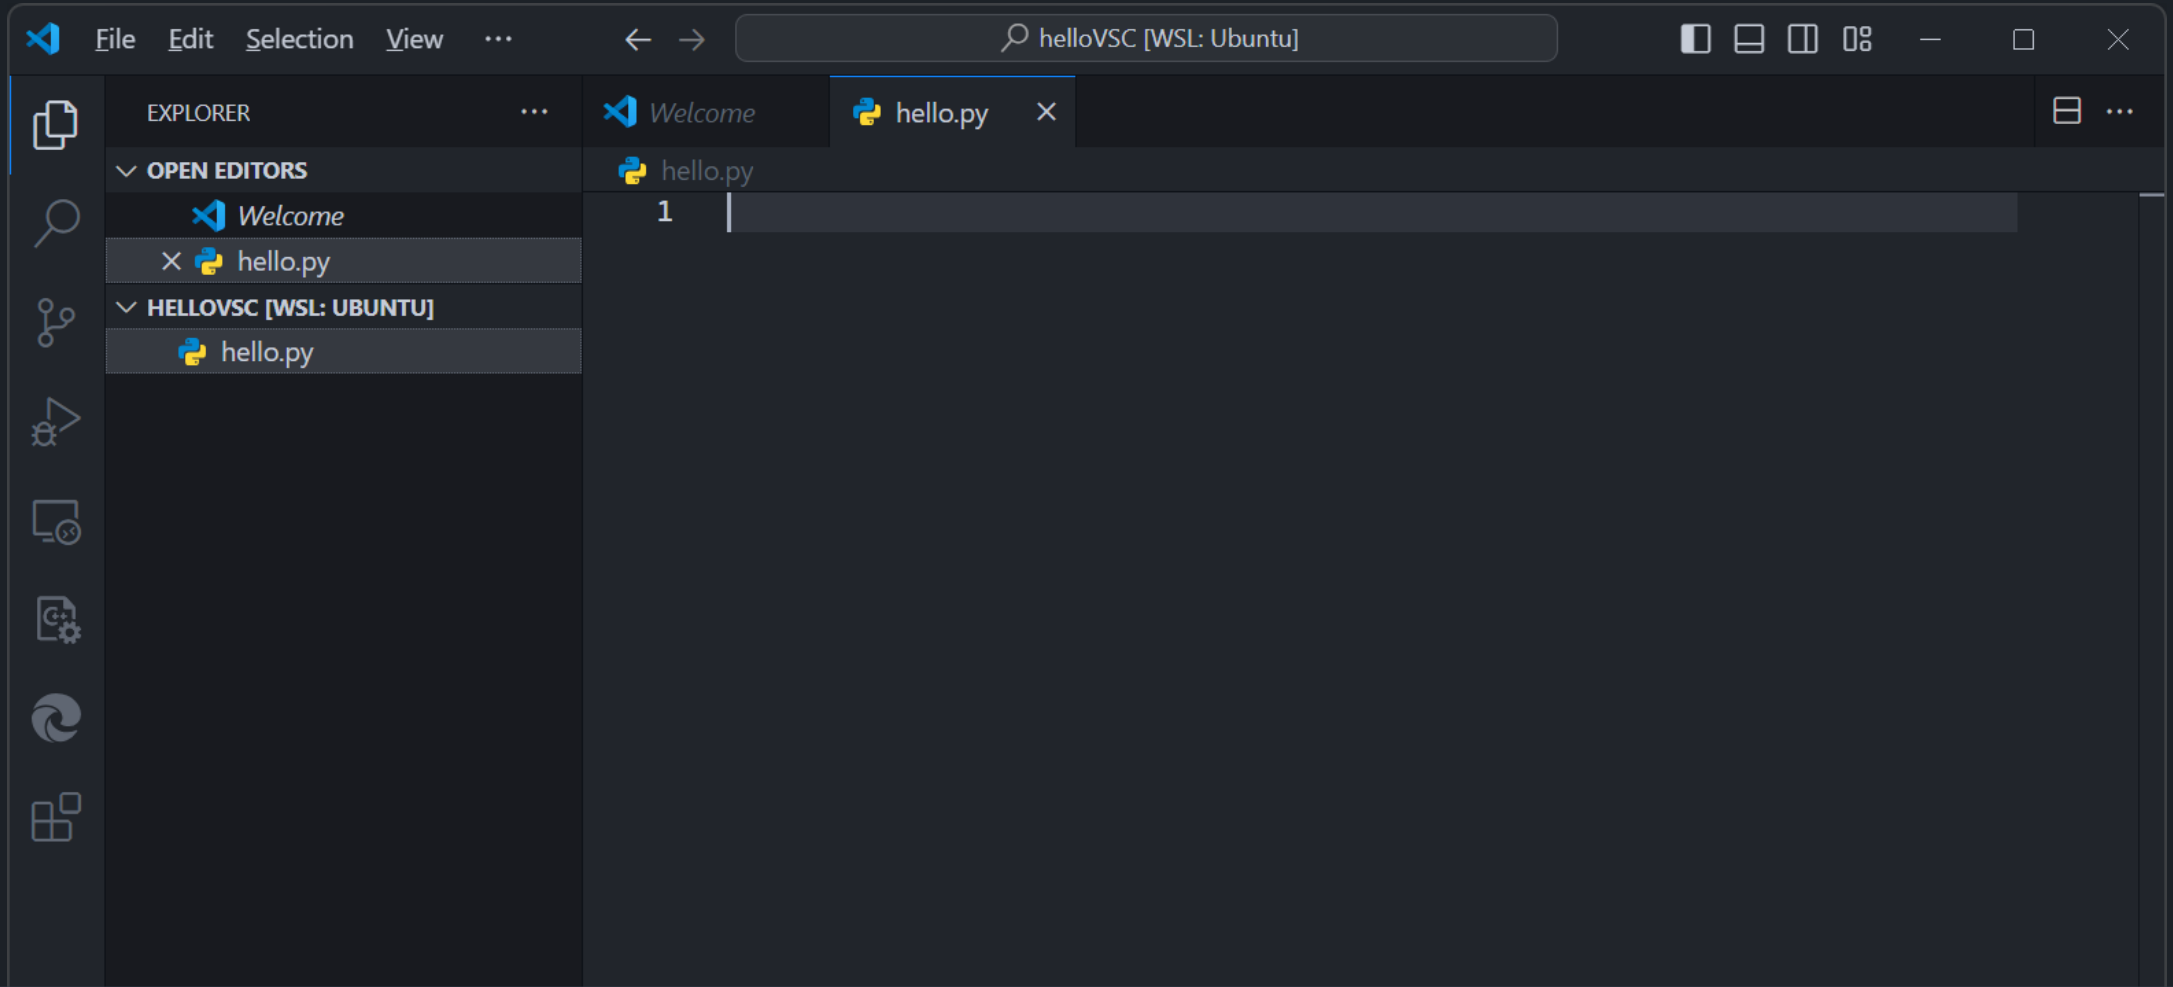 File Edit Selection View ··· helloVSC [WSL: Ubuntu]
EXPLORER ···
Welcome
hello.py
OPEN EDITORS
Welcome
hello.py
HELLOVSC [WSL: UBUNTU]
hello.py
hello.py
1